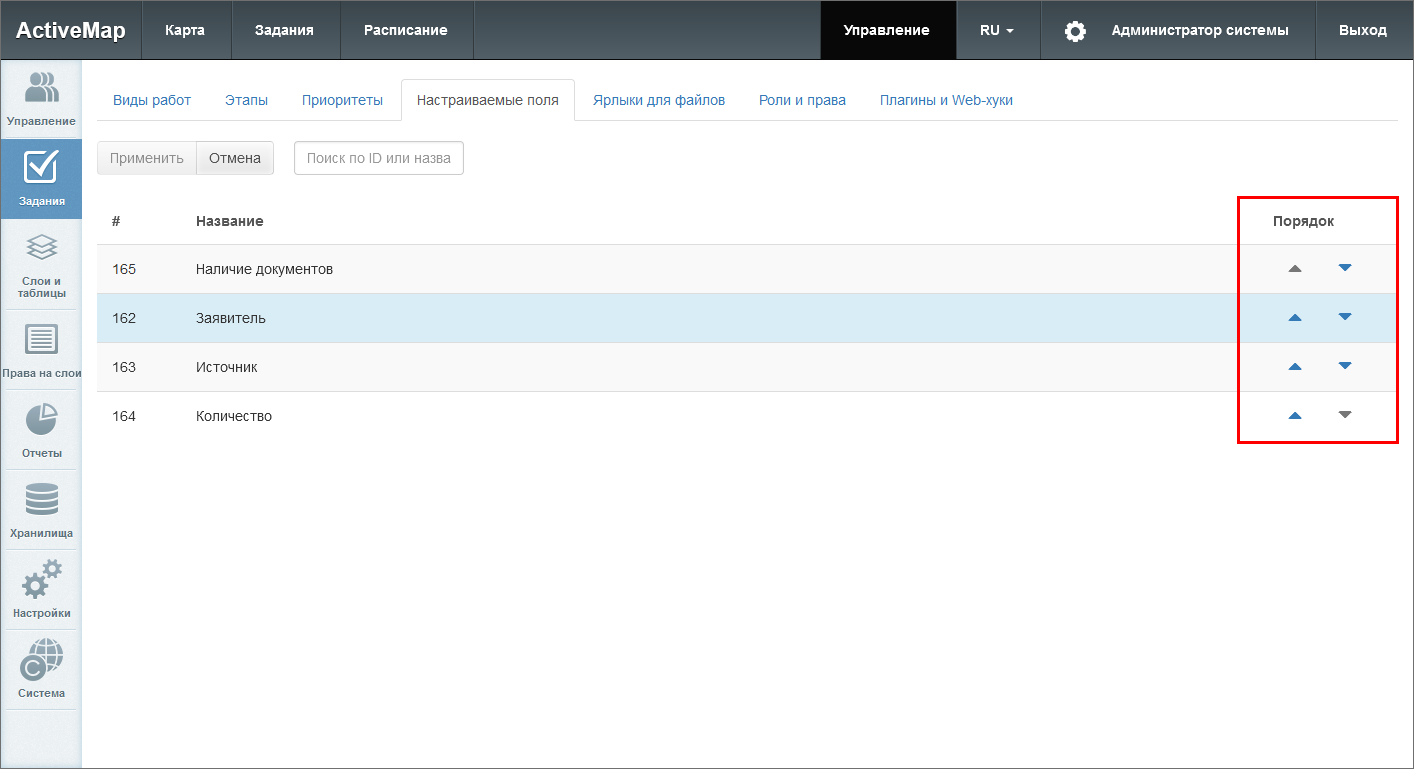 ActiveMap Карта Задания Расписание Управление RU Администратор системы Выход
Управление
Задания
Слои и
таблицы
Права на слои
Отчеты
Хранилища
Настройки
C
Система
Виды работ Этапы Приоритеты Настраиваемые поля Ярлыки для файлов Роли и права Плагины и Web-хуки
Применить Отмена Поиск по ID или назва
# Название Порядок
165 Наличие документов
162 Заявитель
163 Источник
164 Количество